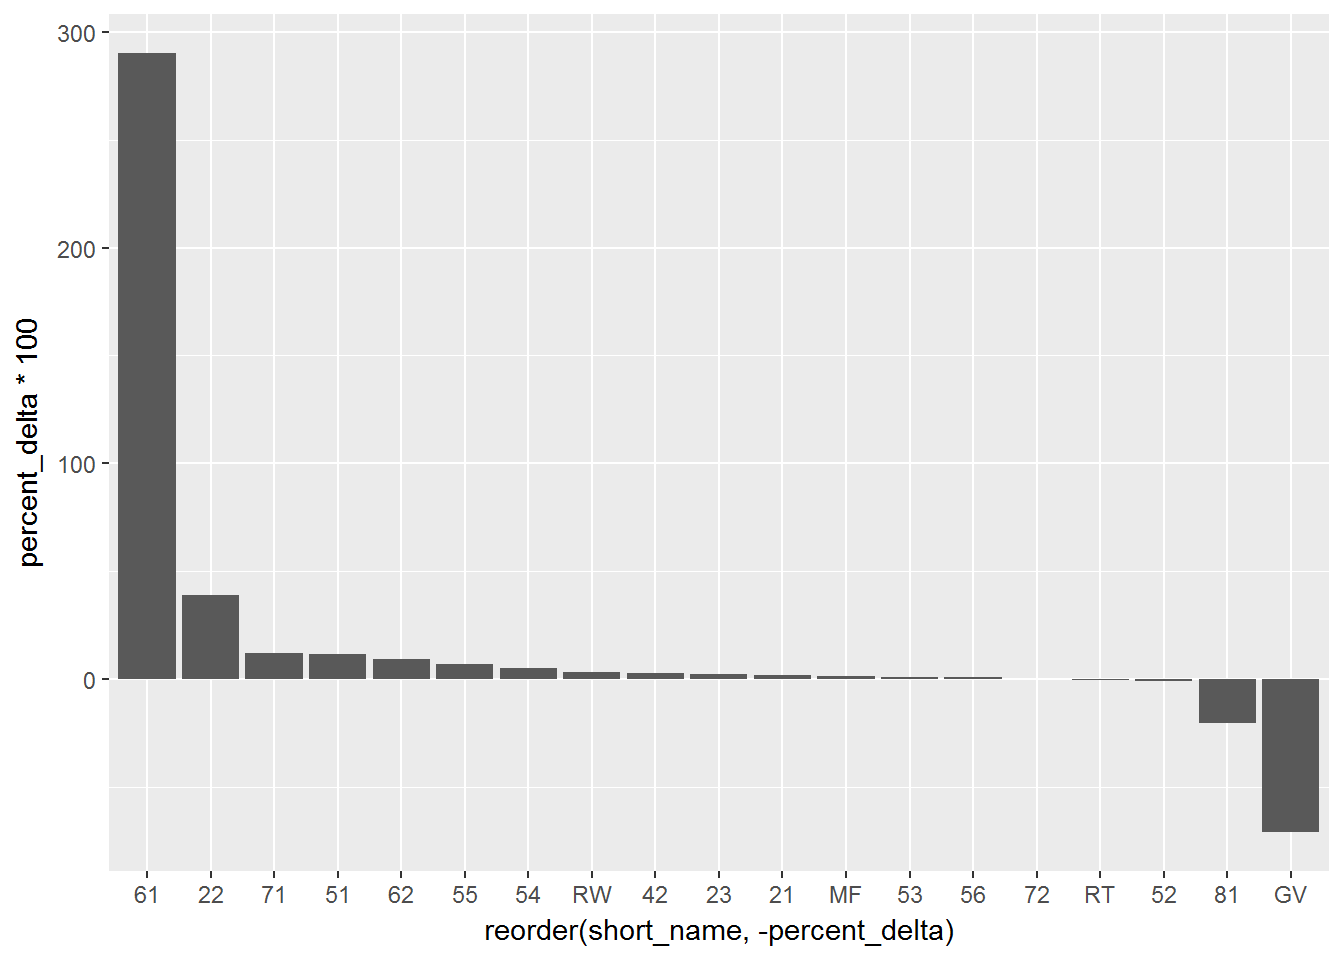 percent_delta * 100
300
200
100
0
61 22 71 51 62 55 54 RW 42 23 21 MF 53 56 72 RT 52 81 GV
reorder(short_name, -percent_delta)